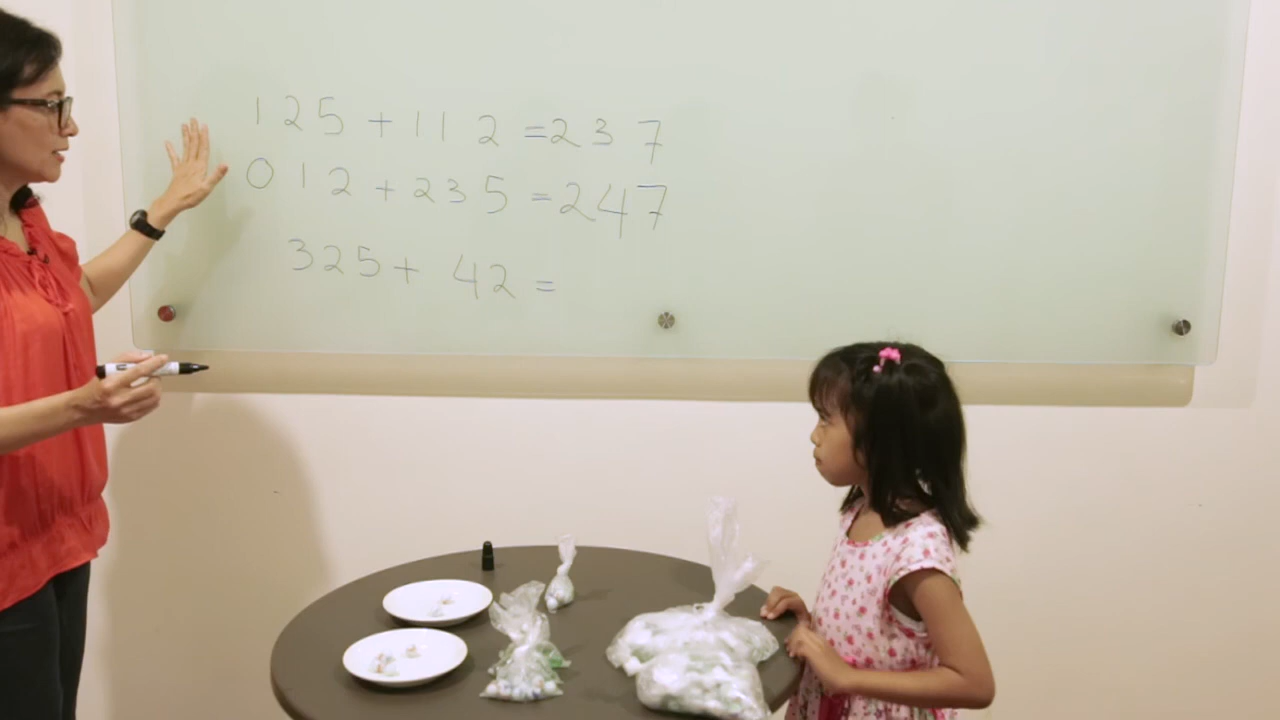 125 + 112 = 237
012 + 235 = 247
325 + 42 =